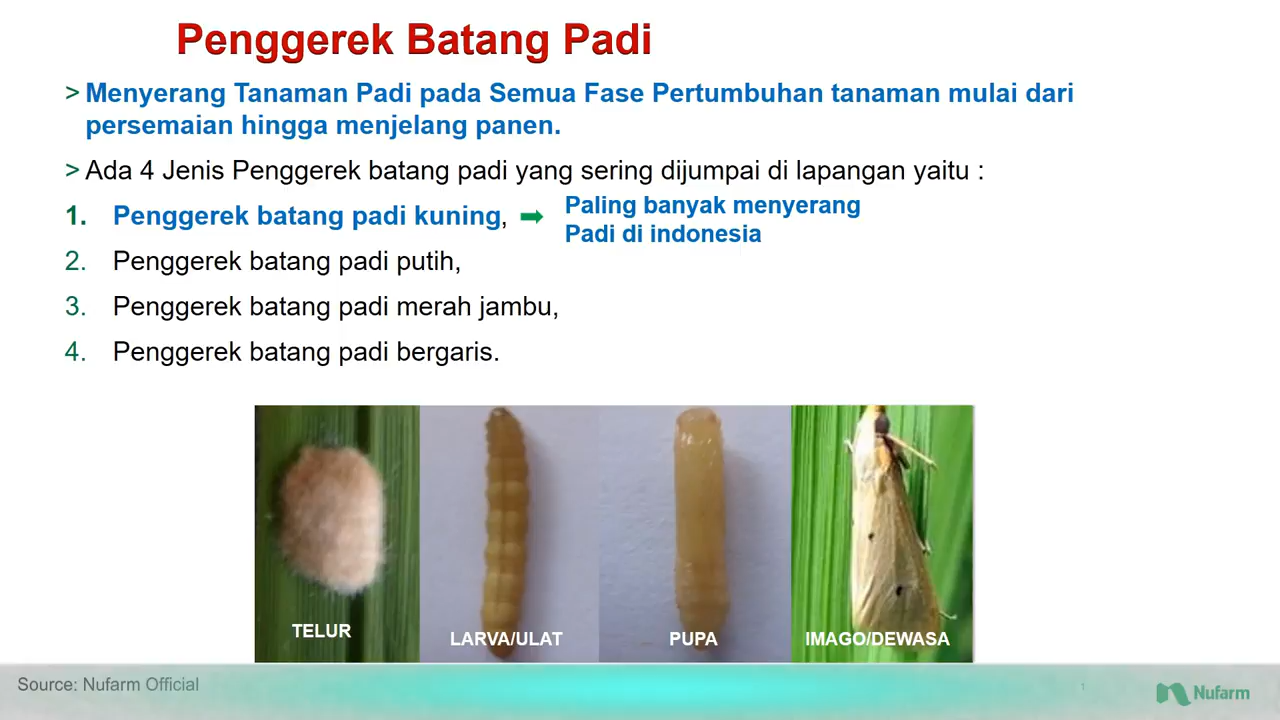 Penggerek Batang Padi
> Menyerang Tanaman Padi pada Semua Fase Pertumbuhan tanaman mulai dari
persemaian hingga menjelang panen.
> Ada 4 Jenis Penggerek batang padi yang sering dijumpai di lapangan yaitu :
1. Penggerek batang padi kuning, ➡ Paling banyak menyerang
Padi di indonesia
2. Penggerek batang padi putih,
3. Penggerek batang padi merah jambu,
4. Penggerek batang padi bergaris.
TELUR
LARVA/ULAT
PUPA
IMAGO/DEWASA
Source: Nufarm Official
1
Nufarm